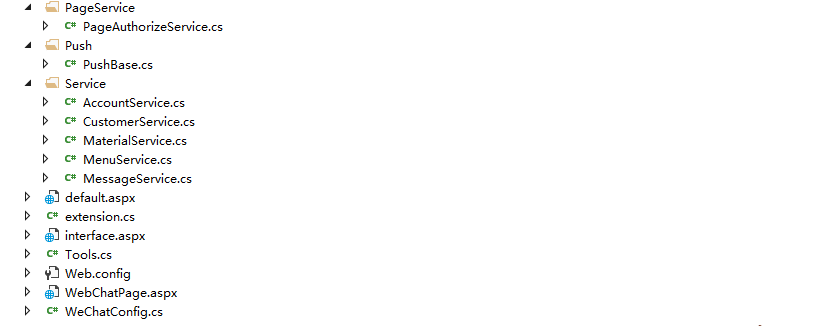 PageService
C# PageAuthorizeService.cs
Push
C# PushBase.cs
Service
C# AccountService.cs
C# CustomerService.cs
C# MaterialService.cs
C# MenuService.cs
C# MessageService.cs
default.aspx
C# extension.cs
interface.aspx
C# Tools.cs
Web.config
WebChatPage.aspx
C# WeChatConfig.cs